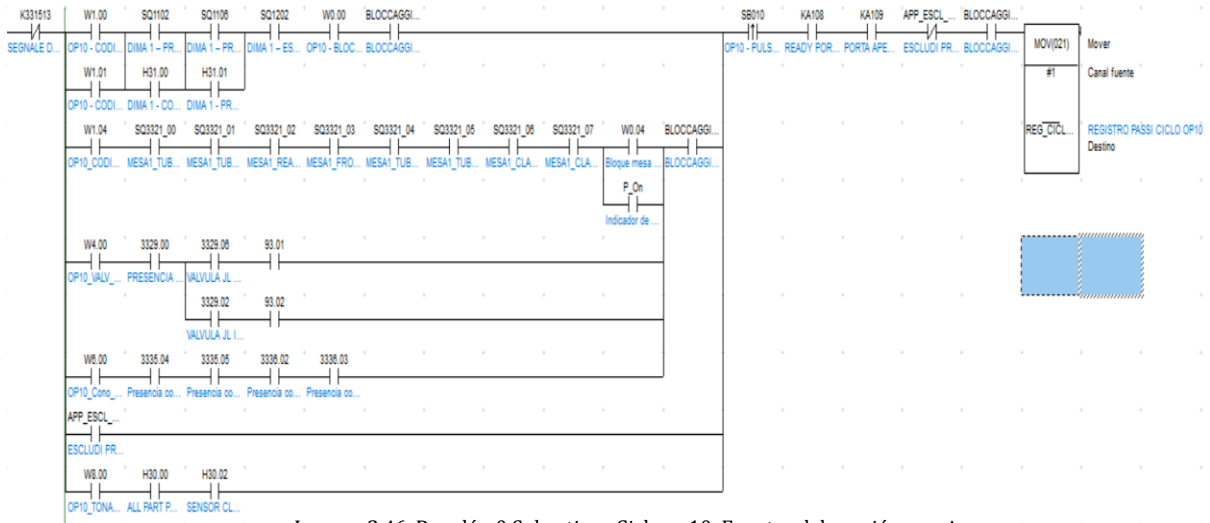 K331513 W1.00 SQ1102 SQ1106 SQ1202 W0.00 BLOCCAGGI... SB010 KA108 KA109 APP_ESCL_... BLOCCAGGI...
SEGNALE D... OP10 - CODI... DIMA 1 – PR... DIMA 1 – PR... DIMA 1 – ES... OP10 - BLOC... BLOCCAGGI... OP10 - PULS... READY POR... PORTA APE... ESCLUDI PR... BLOCCAGGI...
MOV(021) Mover
W1.01 H31.00 H31.01 #1 Canal fuente
OP10 - CODI... DIMA 1 - CO... DIMA 1 - PR...
W1.04 SQ3321_00 SQ3321_01 SQ3321_02 SQ3321_03 SQ3321_04 SQ3321_05 SQ3321_06 SQ3321_07 W0.04 BLOCCAGGI... REG_CICL... REGISTRO PASSI CICLO OP10
Destino
OP10_CODI... MESA1_TUB... MESA1_TUB... MESA1_REA... MESA1_FRO... MESA1_TUB... MESA1_TUB... MESA1_CLA... MESA1_CLA... Bloque mesa ... BLOCCAGGI...
P_On
Indicador de ...
W4.00 3329.00 3329.06 93.01
OP10_VALV_... PRESENCIA ... VALVULA JL ...
3329.02 93.02
VALVULA JL I...
W6.00 3335.04 3335.05 3336.02 3336.03
OP10_Cono_... Presencia co... Presencia co... Presencia co... Presencia co...
APP_ESCL_...
ESCLUDI PR...
W8.00 H30.00 H30.02
OP10_TONA... ALL PART P... SENSOR CL...